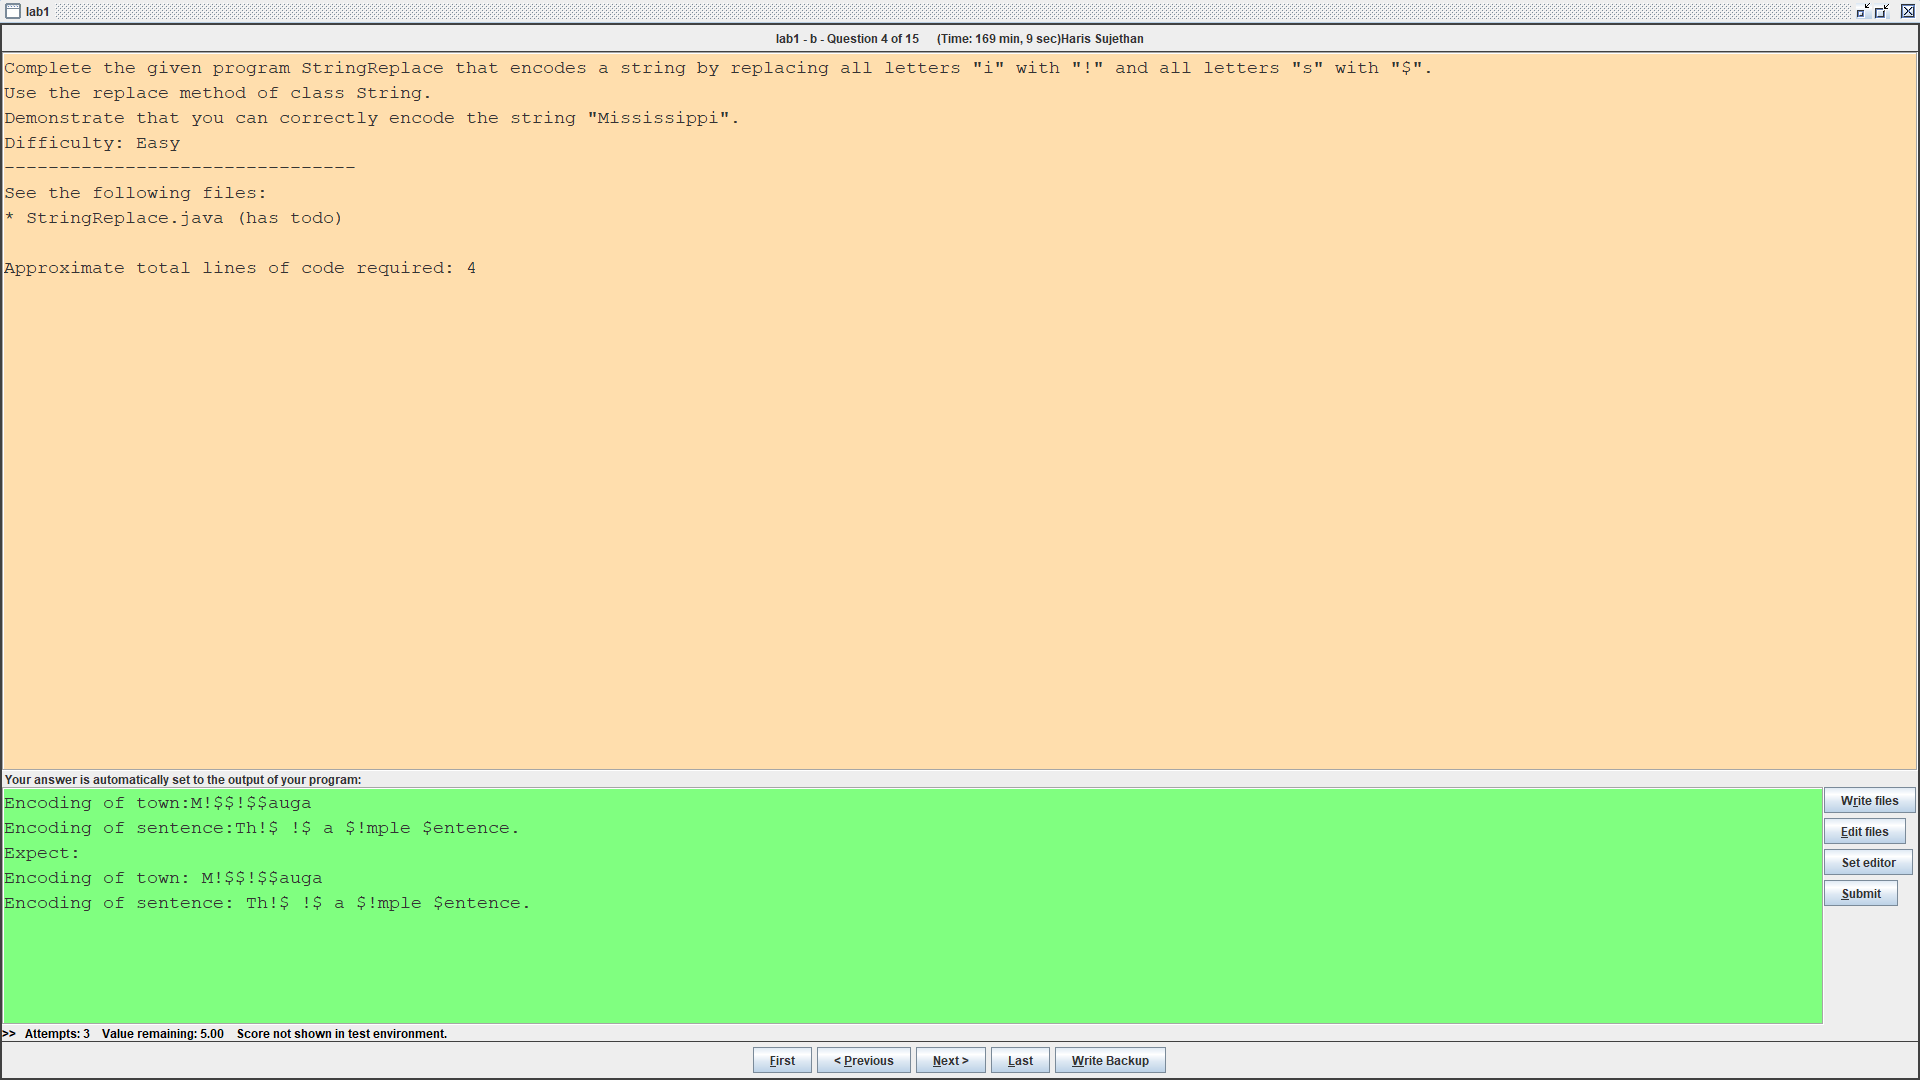 lab1
lab1 - b - Question 4 of 15 (Time: 169 min, 9 sec)Haris Sujethan
Complete the given program StringReplace that encodes a string by replacing all letters "i" with "!" and all letters "s" with "$".
Use the replace method of class String.
Demonstrate that you can correctly encode the string "Mississippi".
Difficulty: Easy
--------------------------------
See the following files:
* StringReplace.java (has todo)
Approximate total lines of code required: 4
Your answer is automatically set to the output of your program:
Encoding of town:M!$$!$$auga
Encoding of sentence:Th!$ !$ a $!mple $entence.
Expect:
Encoding of town: M!$$!$$auga
Encoding of sentence: Th!$ !$ a $!mple $entence.
Write files
Edit files
Set editor
Submit
>> Attempts: 3 Value remaining: 5.00 Score not shown in test environment.
First < Previous Next > Last Write Backup